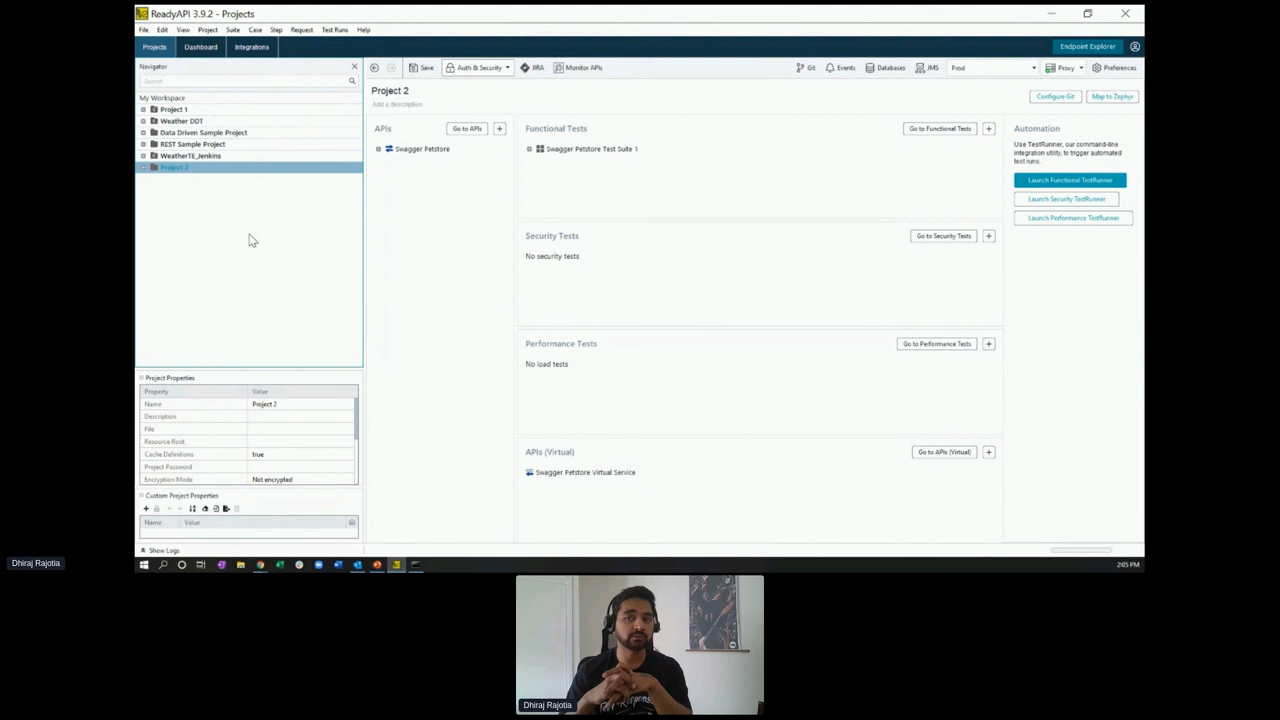 ReadyAPI 3.9.2 - Projects
File Edit View Project Suite Case Step Request Test Runs Help
Projects Dashboard Integrations Endpoint Explorer
Navigator
Save Auth & Security JIRA Monitor APIs Git Events Databases JMS Prod Proxy Preferences
Search
My Workspace
Project 1
Weather DDT
Data Driven Sample Project
REST Sample Project
WeatherTE_Jenkins
Project 2
Project 2
Add a description
Configure Git Map to Zephyr
APIs Go to APIs
Swagger Petstore
Functional Tests Go to Functional Tests
Swagger Petstore Test Suite 1
Security Tests Go to Security Tests
No security tests
Performance Tests Go to Performance Tests
No load tests
APIs (Virtual) Go to APIs (Virtual)
Swagger Petstore Virtual Service
Automation
Use TestRunner, our command-line
integration utility, to trigger automated
test runs.
Launch Functional TestRunner
Launch Security TestRunner
Launch Performance TestRunner
Project Properties
Property Value
Name Project 2
Description
File
Resource Root
Cache Definitions true
Project Password
Encryption Mode Not encrypted
Custom Project Properties
Name Value
Show Logs
2:05 PM
Dhiraj Rajotia
Dhiraj Rajotia